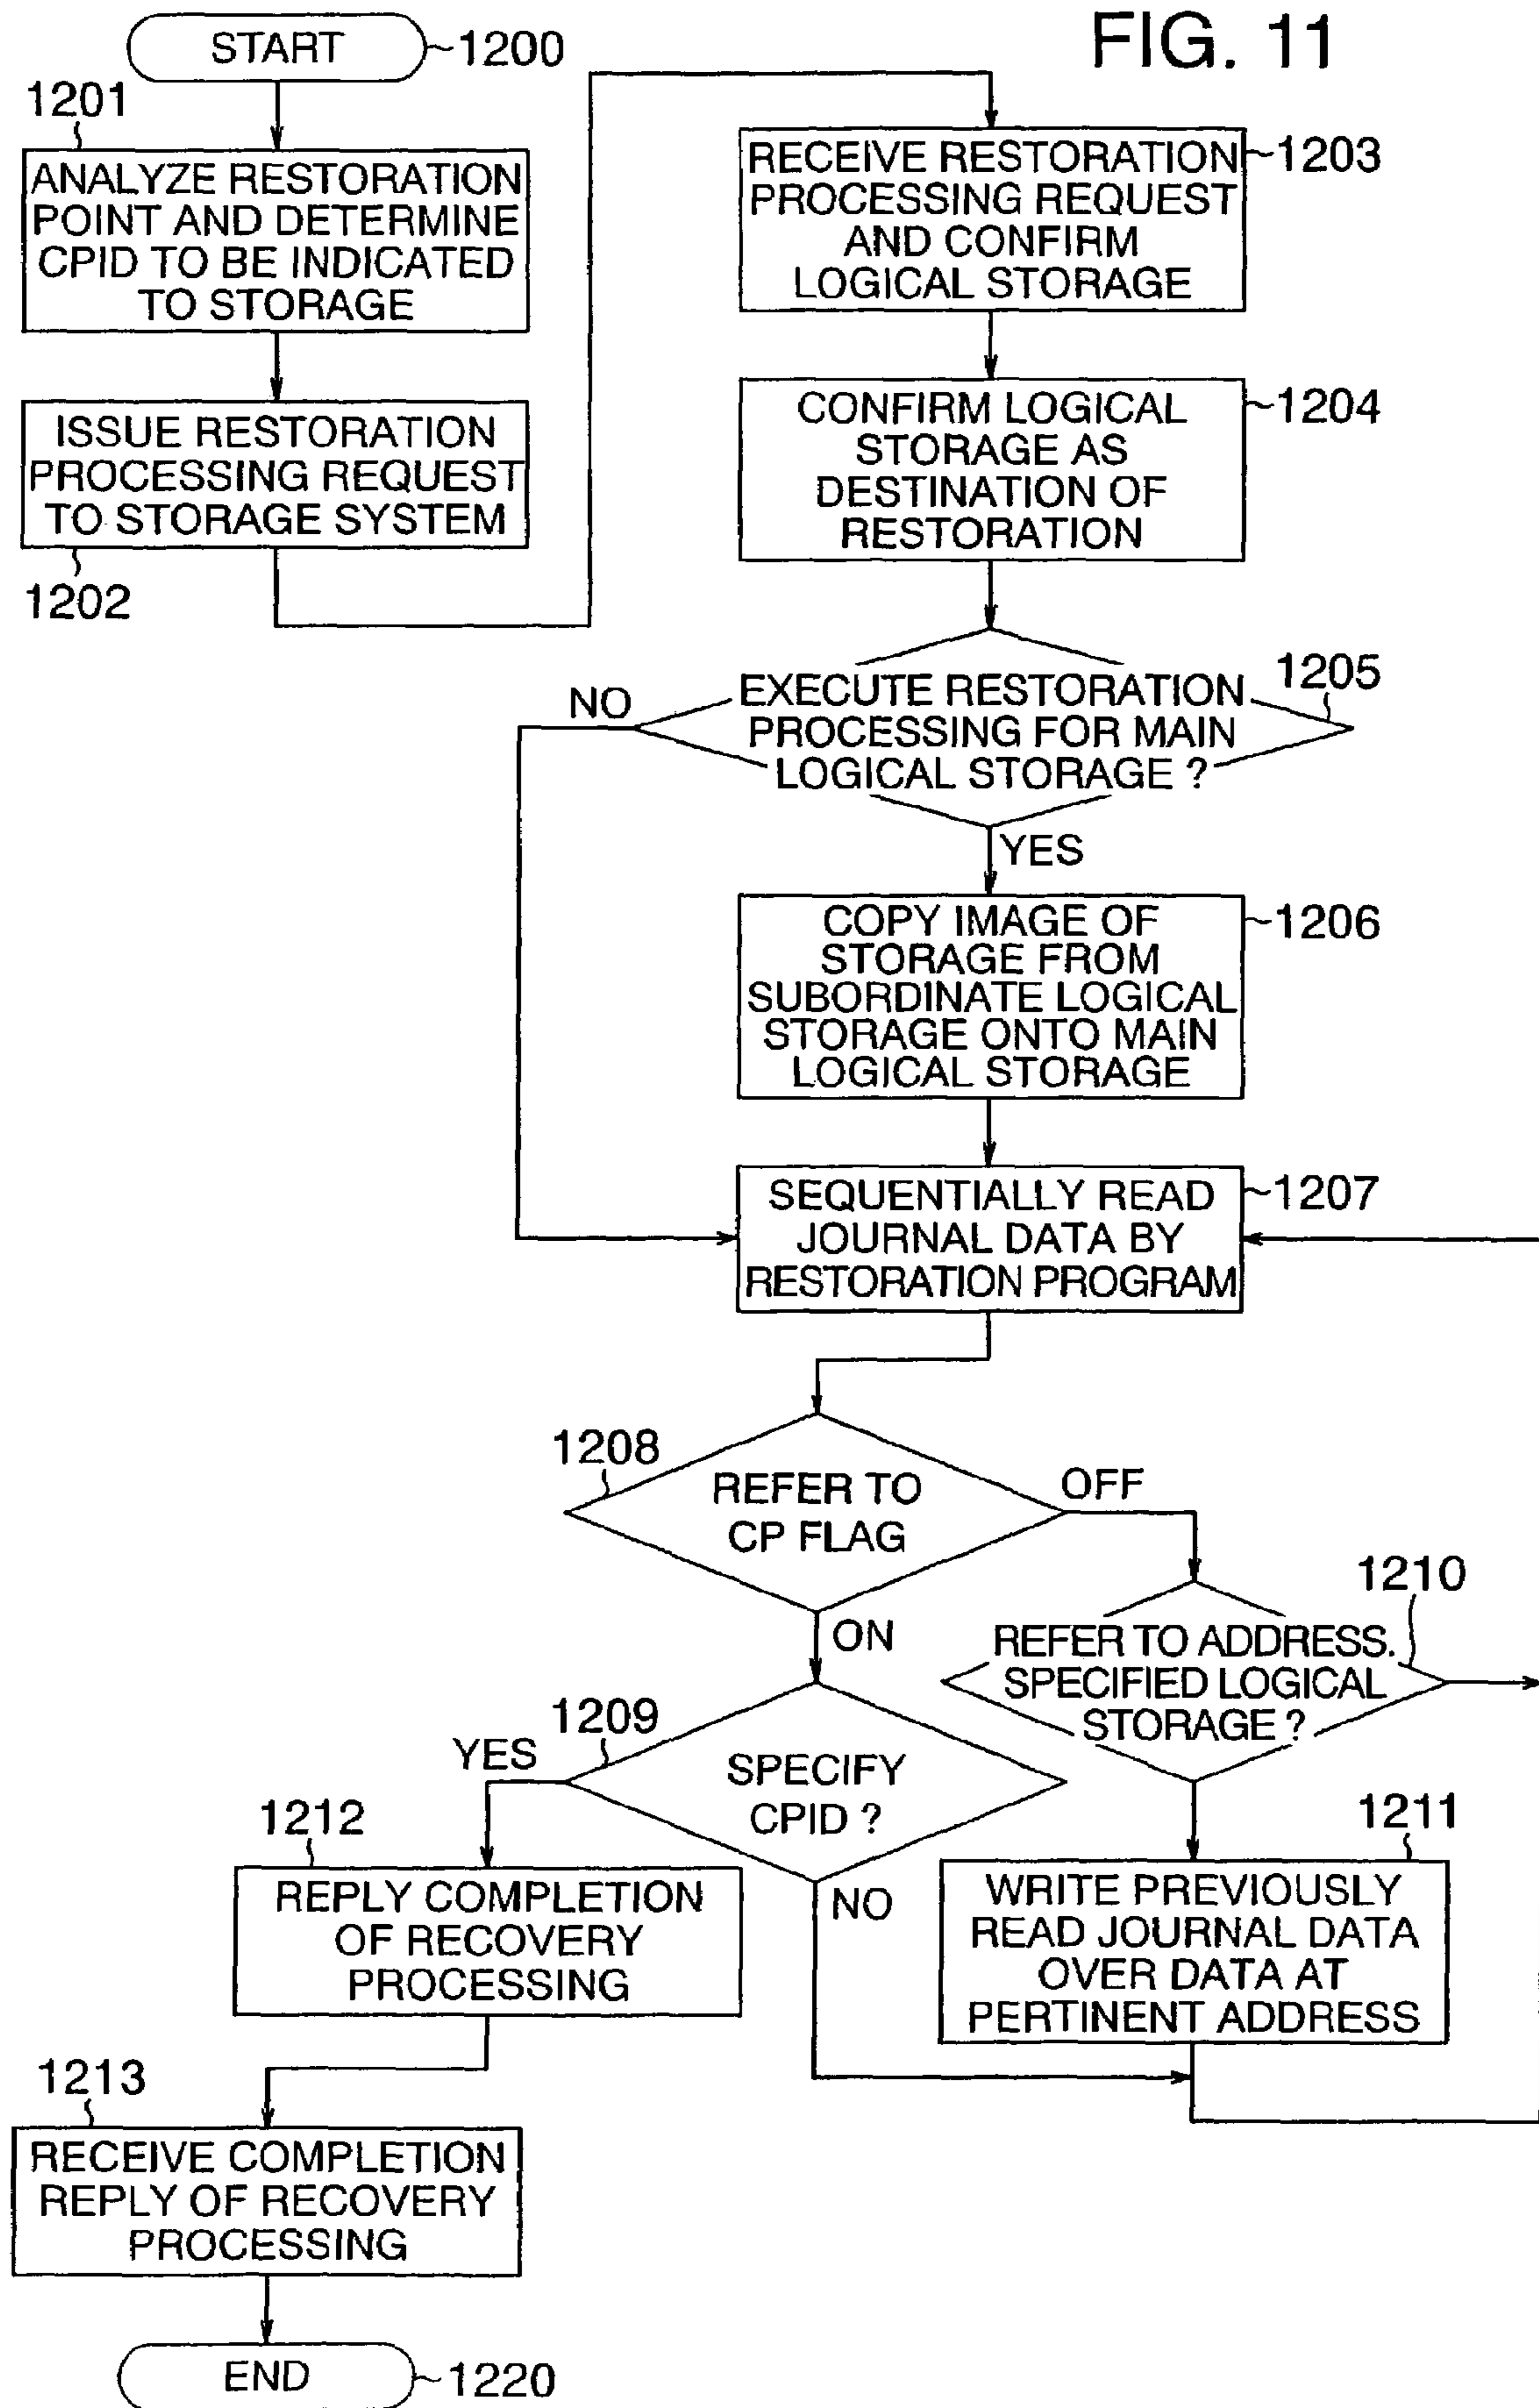 FIG. 11
START
1200
1201
ANALYZE RESTORATION
POINT AND DETERMINE
CPID TO BE INDICATED
TO STORAGE
ISSUE RESTORATION
PROCESSING REQUEST
TO STORAGE SYSTEM
1202
RECEIVE RESTORATION
PROCESSING REQUEST
AND CONFIRM
LOGICAL STORAGE
1203
CONFIRM LOGICAL
STORAGE AS
DESTINATION OF
RESTORATION
1204
EXECUTE RESTORATION
PROCESSING FOR MAIN
LOGICAL STORAGE ?
1205
NO
YES
COPY IMAGE OF
STORAGE FROM
SUBORDINATE LOGICAL
STORAGE ONTO MAIN
LOGICAL STORAGE
1206
SEQUENTIALLY READ
JOURNAL DATA BY
RESTORATION PROGRAM
1207
1208
REFER TO
CP FLAG
OFF
ON
1210
REFER TO ADDRESS.
SPECIFIED LOGICAL
STORAGE ?
1209
SPECIFY
CPID ?
YES
NO
1211
WRITE PREVIOUSLY
READ JOURNAL DATA
OVER DATA AT
PERTINENT ADDRESS
1212
REPLY COMPLETION
OF RECOVERY
PROCESSING
1213
RECEIVE COMPLETION
REPLY OF RECOVERY
PROCESSING
END
1220